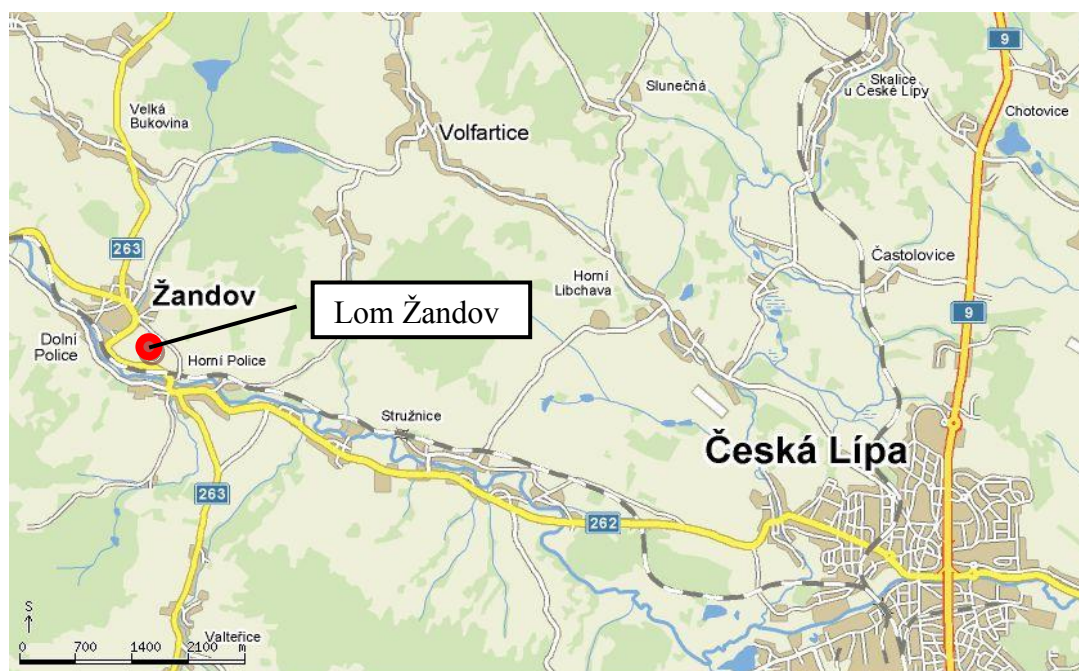 9
Skalice
u České Lípy
Slunečná
Chotovice
Velká
Bukovina
Volfartice
263
Žandov
Častolovice
Horní
Libchava
Lom Žandov
9
Dolní
Police
Horní Police
Stružnice
Česká Lípa
263
262
S
Valteřice
0 700 1400 2100 m